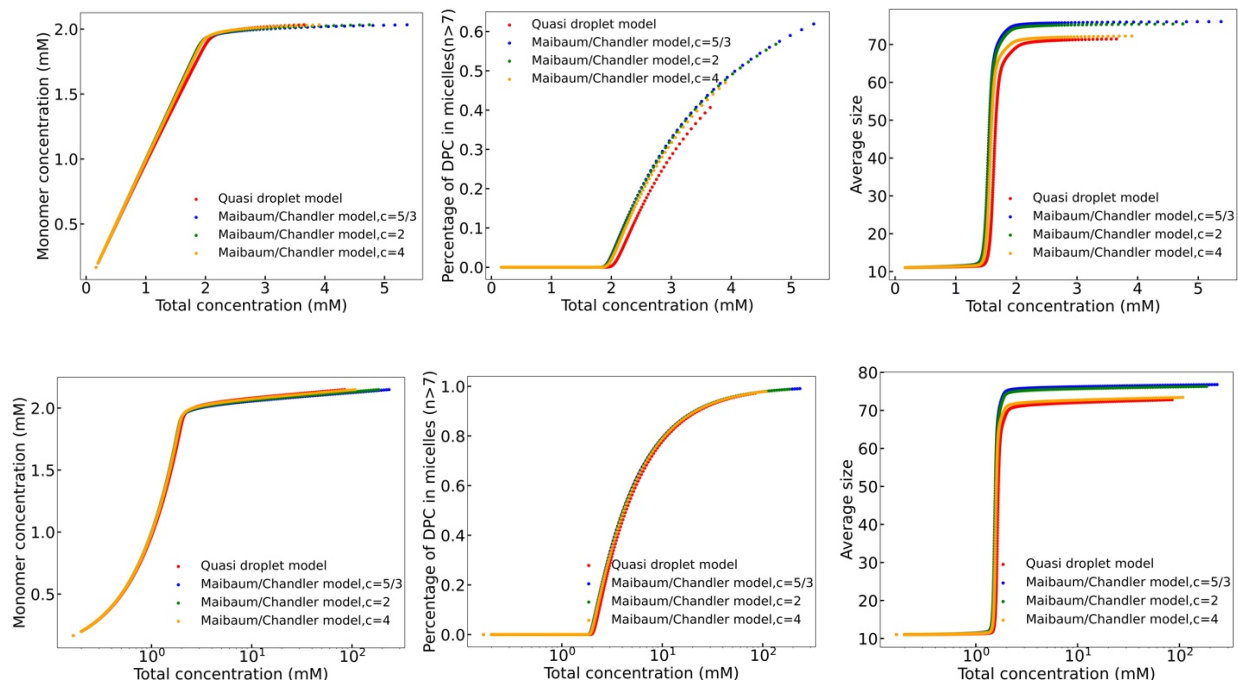 Monomer concentration (mM)
2.0
1.5
1.0
0.5
0 1 2 3 4 5
Total concentration (mM)
Quasi droplet model
Maibaum/Chandler model,c=5/3
Maibaum/Chandler model,c=2
Maibaum/Chandler model,c=4
Percentage of DPC in micelles(n>7)
0.6
0.5
0.4
0.3
0.2
0.1
0.0
0 1 2 3 4 5
Total concentration (mM)
Quasi droplet model
Maibaum/Chandler model,c=5/3
Maibaum/Chandler model,c=2
Maibaum/Chandler model,c=4
Average size
70
60
50
40
30
20
10
0 1 2 3 4 5
Total concentration (mM)
Quasi droplet model
Maibaum/Chandler model,c=5/3
Maibaum/Chandler model,c=2
Maibaum/Chandler model,c=4
Monomer concentration (mM)
2.0
1.5
1.0
0.5
10⁰ 10¹ 10²
Total concentration (mM)
Quasi droplet model
Maibaum/Chandler model,c=5/3
Maibaum/Chandler model,c=2
Maibaum/Chandler model,c=4
Percentage of DPC in micelles (n>7)
1.0
0.8
0.6
0.4
0.2
0.0
10⁰ 10¹ 10²
Total concentration (mM)
Quasi droplet model
Maibaum/Chandler model,c=5/3
Maibaum/Chandler model,c=2
Maibaum/Chandler model,c=4
Average size
80
70
60
50
40
30
20
10
10⁰ 10¹ 10²
Total concentration (mM)
Quasi droplet model
Maibaum/Chandler model,c=5/3
Maibaum/Chandler model,c=2
Maibaum/Chandler model,c=4